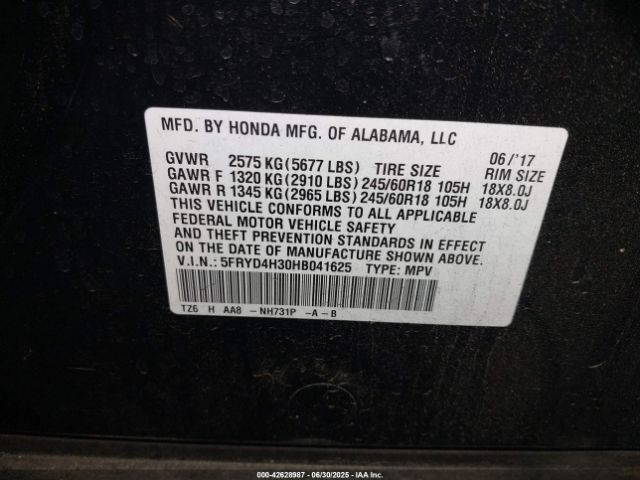 MFD. BY HONDA MFG. OF ALABAMA, LLC
06/'17
GVWR 2575 KG(5677 LBS) TIRE SIZE RIM SIZE
GAWR F 1320 KG(2910 LBS) 245/60R18 105H 18X8.0J
GAWR R 1345 KG(2965 LBS) 245/60R18 105H 18X8.0J
THIS VEHICLE CONFORMS TO ALL APPLICABLE
FEDERAL MOTOR VEHICLE SAFETY
AND THEFT PREVENTION STANDARDS IN EFFECT
ON THE DATE OF MANUFACTURE SHOWN ABOVE.
V.I.N.: 5FRYD4H30HB041625 TYPE: MPV
TZ6 H AA8 -NH731P -A-B
000-42628987 - 06/30/2025 - IAA Inc.